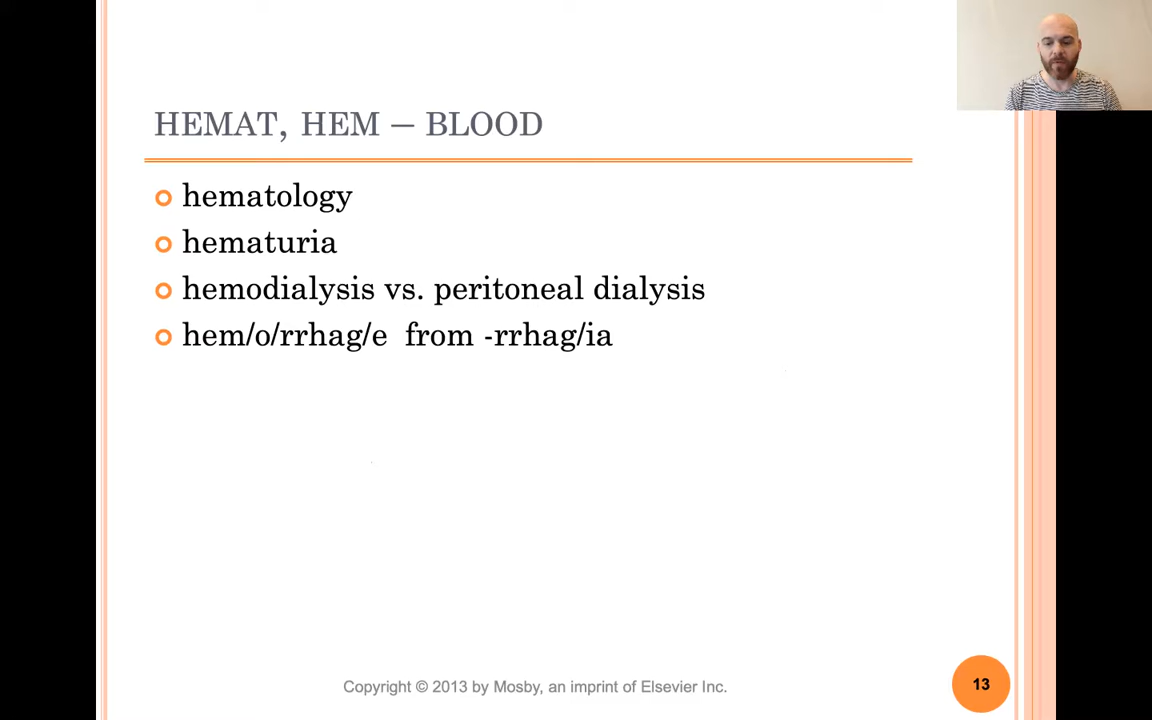 HEMAT, HEM – BLOOD
hematology
hematuria
hemodialysis vs. peritoneal dialysis
hem/o/rrhag/e from -rrhag/ia
Copyright © 2013 by Mosby, an imprint of Elsevier Inc.
13